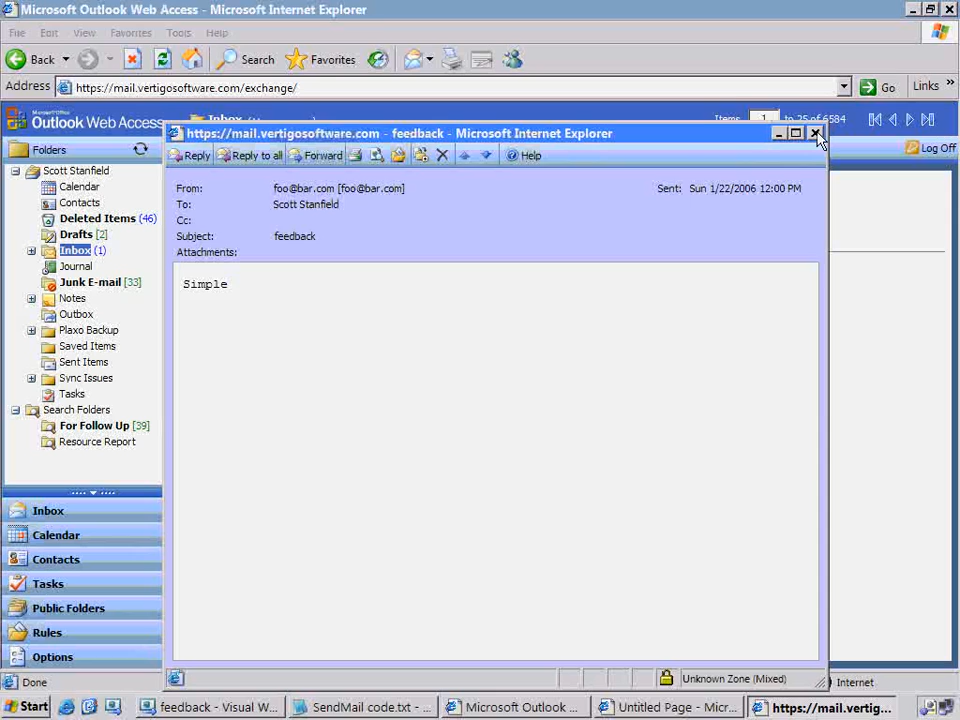 Microsoft Outlook Web Access - Microsoft Internet Explorer
File Edit View Favorites Tools Help
Back Search Favorites
Address https://mail.vertigosoftware.com/exchange/ Go Links
Microsoft Office
Outlook Web Access
Inbox
Items 1 to 25 of 6584
https://mail.vertigosoftware.com - feedback - Microsoft Internet Explorer
Folders
Log Off
Reply Reply to all Forward Help
Scott Stanfield
Calendar
Contacts
Deleted Items (46)
Drafts [2]
Inbox (1)
Journal
Junk E-mail [33]
Notes
Outbox
Plaxo Backup
Saved Items
Sent Items
Sync Issues
Tasks
Search Folders
For Follow Up [39]
Resource Report
From: foo@bar.com [foo@bar.com] Sent: Sun 1/22/2006 12:00 PM
To: Scott Stanfield
Cc:
Subject: feedback
Attachments:
Simple
Inbox
Calendar
Contacts
Tasks
Public Folders
Rules
Options
Unknown Zone (Mixed)
Done
Internet
Start feedback - Visual W... SendMail code.txt - ... Microsoft Outlook ... Untitled Page - Micr... https://mail.vertig...